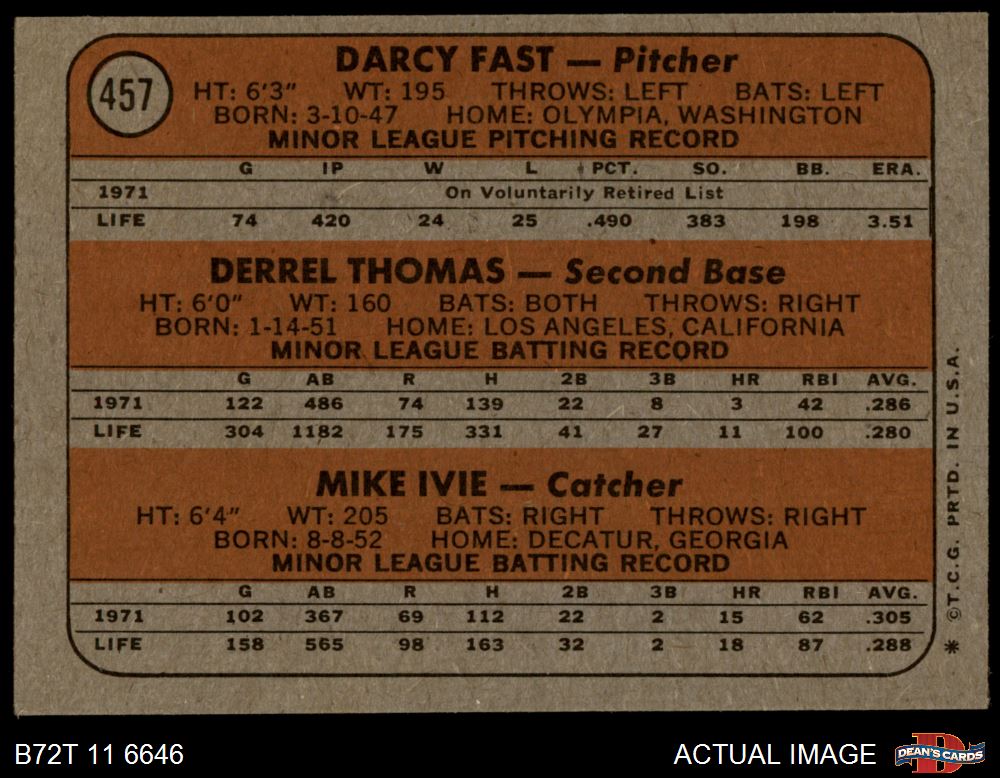 457
DARCY FAST — Pitcher
HT: 6'3" WT: 195 THROWS: LEFT BATS: LEFT
BORN: 3-10-47 HOME: OLYMPIA, WASHINGTON
MINOR LEAGUE PITCHING RECORD
G IP W L PCT. SO. BB. ERA.
1971 On Voluntarily Retired List
LIFE 74 420 24 25 .490 383 198 3.51
DERREL THOMAS — Second Base
HT: 6'0" WT: 160 BATS: BOTH THROWS: RIGHT
BORN: 1-14-51 HOME: LOS ANGELES, CALIFORNIA
MINOR LEAGUE BATTING RECORD
G AB R H 2B 3B HR RBI AVG.
1971 122 486 74 139 22 8 3 42 .286
LIFE 304 1182 175 331 41 27 11 100 .280
MIKE IVIE — Catcher
HT: 6'4" WT: 205 BATS: RIGHT THROWS: RIGHT
BORN: 8-8-52 HOME: DECATUR, GEORGIA
MINOR LEAGUE BATTING RECORD
G AB R H 2B 3B HR RBI AVG.
1971 102 367 69 112 22 2 15 62 .305
LIFE 158 565 98 163 32 2 18 87 .288
* ©T.C.G. PRTD. IN U.S.A.
B72T 11 6646
ACTUAL IMAGE
D
DEAN'S CARDS